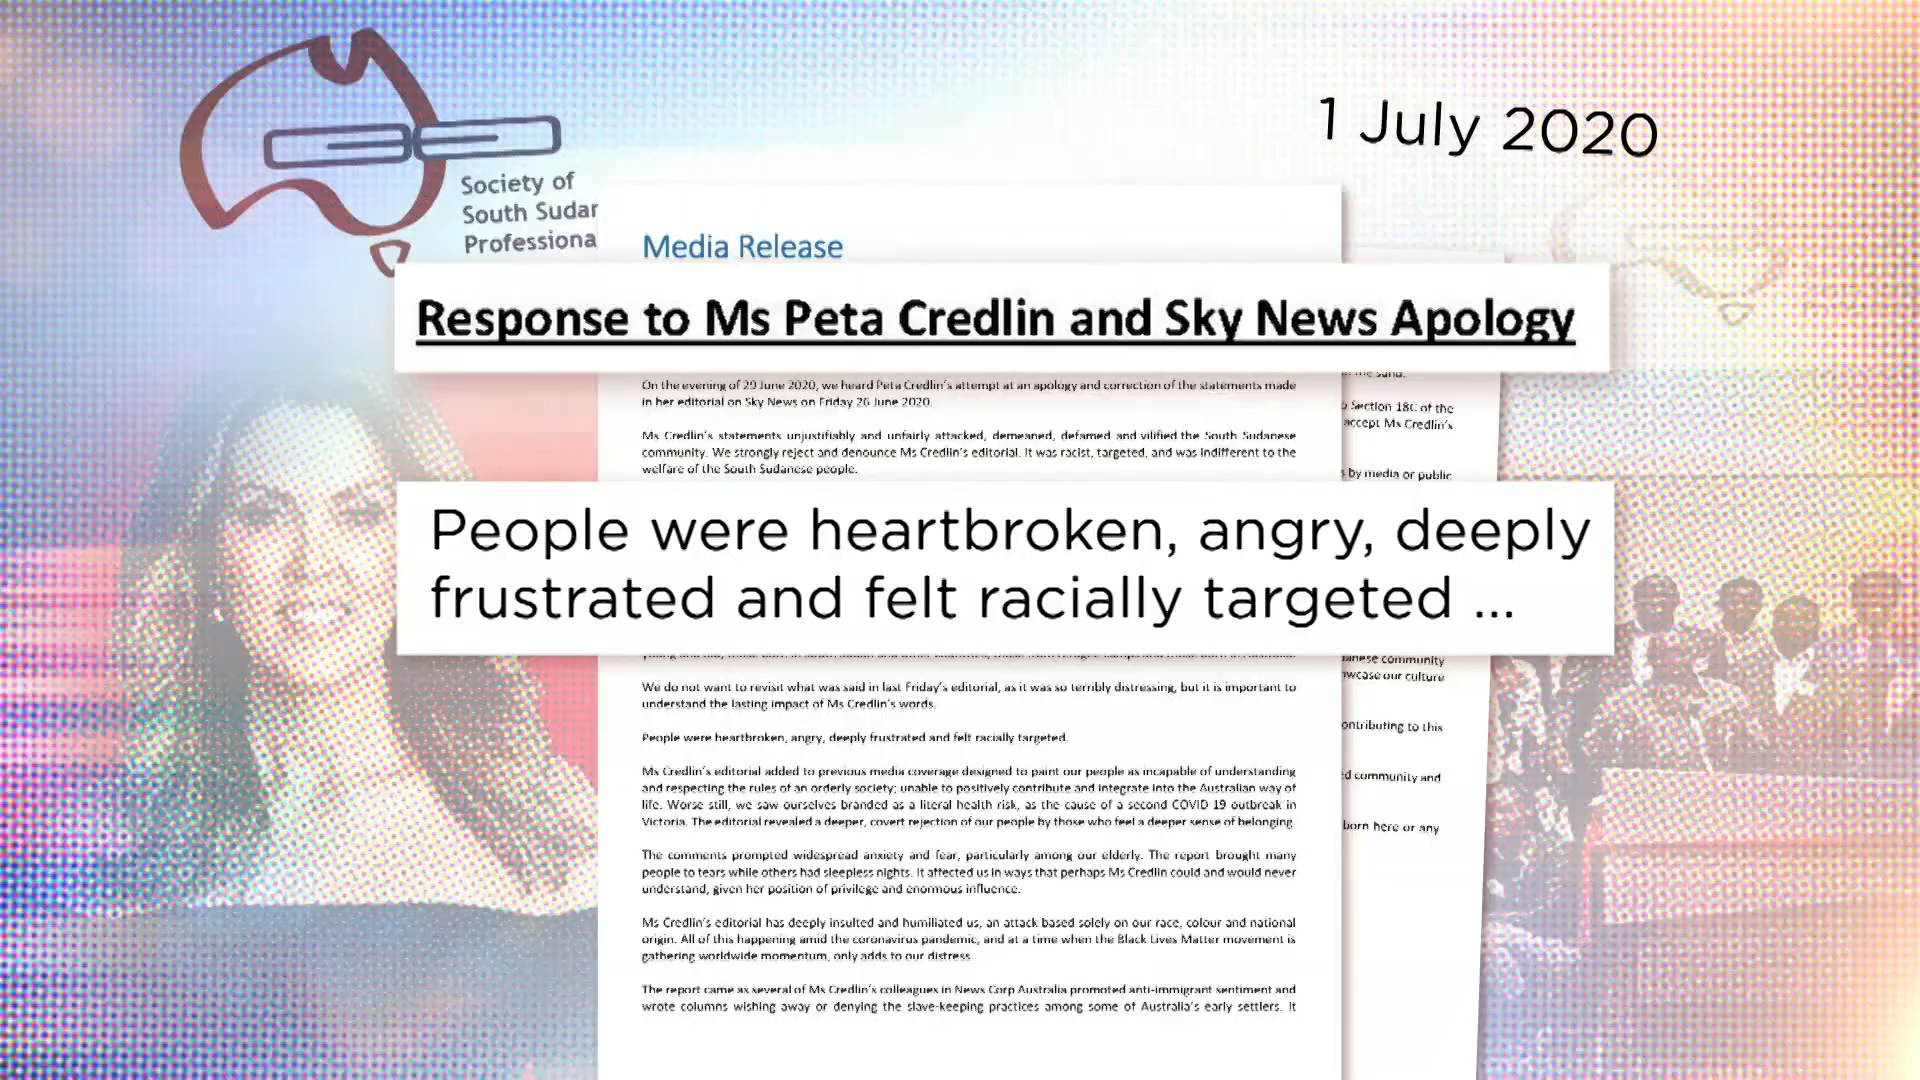 1 July 2020
Society of
South Sudan
Professiona
Media Release
Response to Ms Peta Credlin and Sky News Apology
On the evening of 29 June 2020, we heard Peta Credlin's attempt at an apology and correction of the statements made
in her editorial on Sky News on Friday 26 June 2020.
Ms Credlin's statements unjustifiably and unfairly attacked, demeaned, defamed and vilified the South Sudanese
community. We strongly reject and denounce Ms Credlin's editorial. It was racist, targeted, and was indifferent to the
welfare of the South Sudanese people.
People were heartbroken, angry, deeply
frustrated and felt racially targeted ...
We do not want to revisit what was said in last Friday's editorial, as it was so terribly distressing, but it is important to
understand the lasting impact of Ms Credlin's words.
People were heartbroken, angry, deeply frustrated and felt racially targeted.
Ms Credlin's editorial added to previous media coverage designed to paint our people as incapable of understanding
and respecting the rules of an orderly society; unable to positively contribute and integrate into the Australian way of
life. Worse still, we saw ourselves branded as a literal health risk, as the cause of a second COVID 19 outbreak in
Victoria. The editorial revealed a deeper, covert rejection of our people by those who feel a deeper sense of belonging.
The comments prompted widespread anxiety and fear, particularly among our elderly. The report brought many
people to tears while others had sleepless nights. It affected us in ways that perhaps Ms Credlin could and would never
understand, given her position of privilege and enormous influence.
Ms Credlin's editorial has deeply insulted and humiliated us, an attack based solely on our race, colour and national
origin. All of this happening amid the coronavirus pandemic, and at a time when the Black Lives Matter movement is
gathering worldwide momentum, only adds to our distress.
The report came as several of Ms Credlin's colleagues in News Corp Australia promoted anti-immigrant sentiment and
wrote columns wishing away or denying the slave-keeping practices among some of Australia's early settlers. It
Section 18C of the
accept Ms Credlin's
by media or public
community
our culture
ontributing to this
community and
born here or any